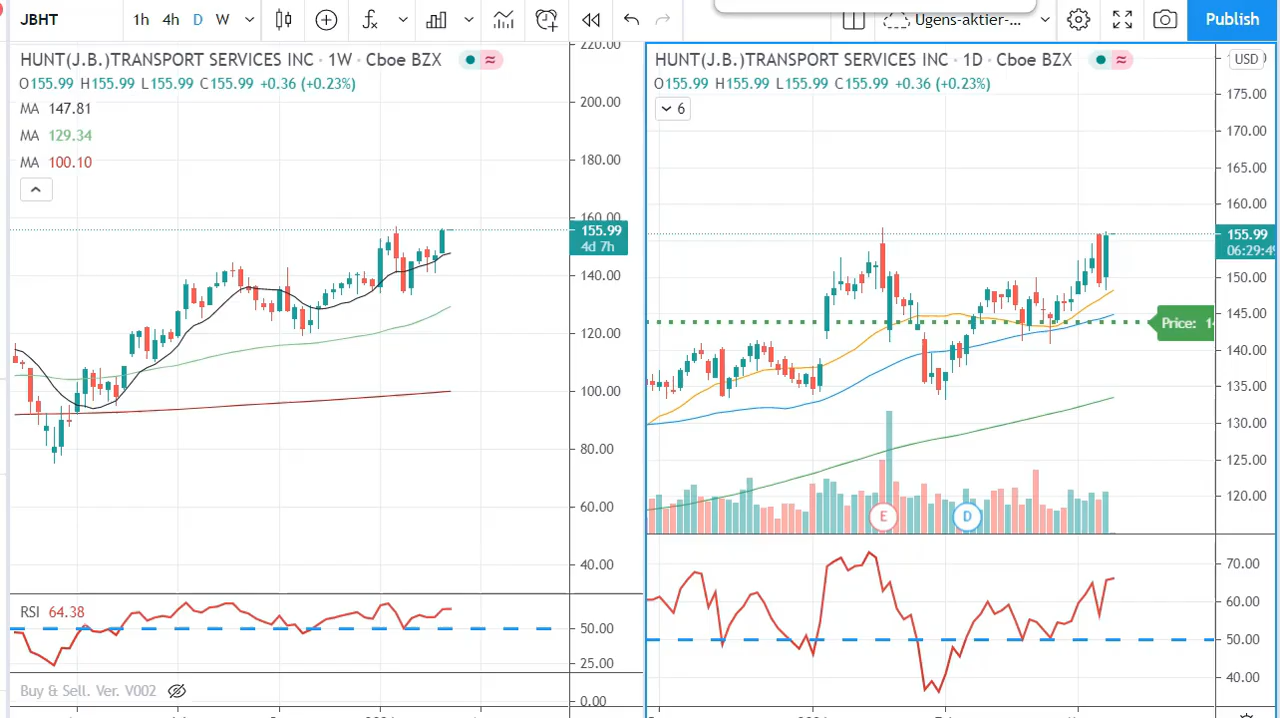 JBHT 1h 4h D W Ugens-aktier-... Publish
HUNT(J.B.)TRANSPORT SERVICES INC · 1W · Cboe BZX
O155.99 H155.99 L155.99 C155.99 +0.36 (+0.23%)
MA 147.81
MA 129.34
MA 100.10
220.00
200.00
180.00
160.00
155.99
4d 7h
140.00
120.00
100.00
80.00
60.00
40.00
RSI 64.38
50.00
25.00
Buy & Sell. Ver. V002
0.00
HUNT(J.B.)TRANSPORT SERVICES INC · 1D · Cboe BZX
USD
O155.99 H155.99 L155.99 C155.99 +0.36 (+0.23%)
6
175.00
170.00
165.00
160.00
155.99
06:29:49
150.00
145.00
Price: 1
140.00
135.00
130.00
125.00
120.00
E D
70.00
60.00
50.00
40.00